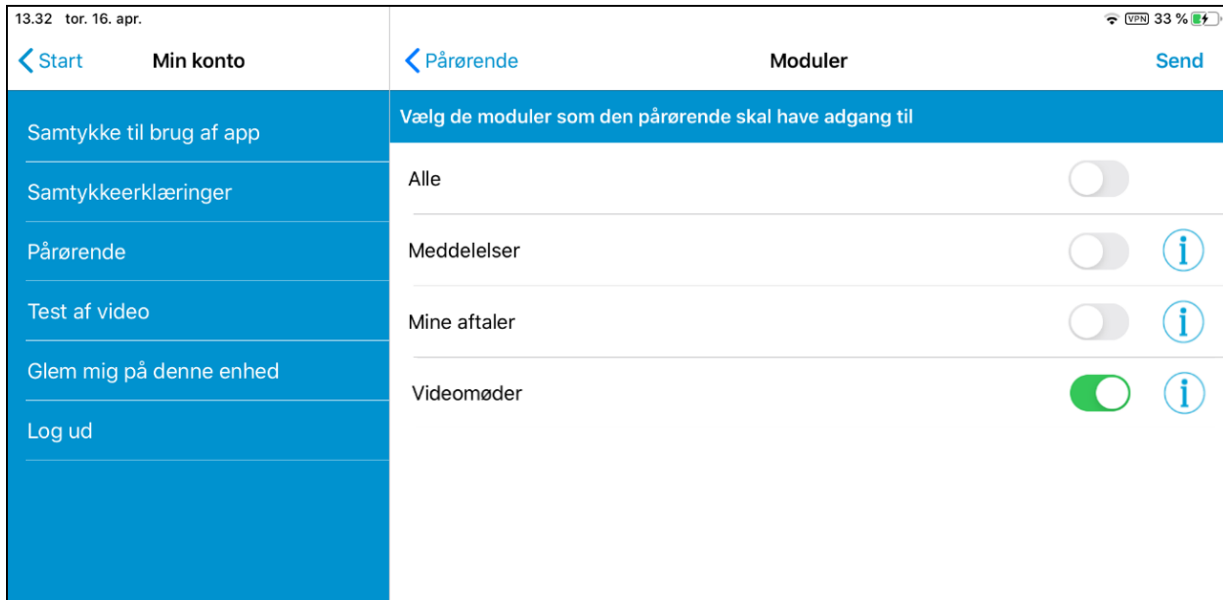 13.32 tor. 16. apr.
VPN 33 %
Start
Min konto
Samtykke til brug af app
Samtykkeerklæringer
Pårørende
Test af video
Glem mig på denne enhed
Log ud
Pårørende
Moduler
Send
Vælg de moduler som den pårørende skal have adgang til
Alle
Meddelelser
i
Mine aftaler
i
Videomøder
i